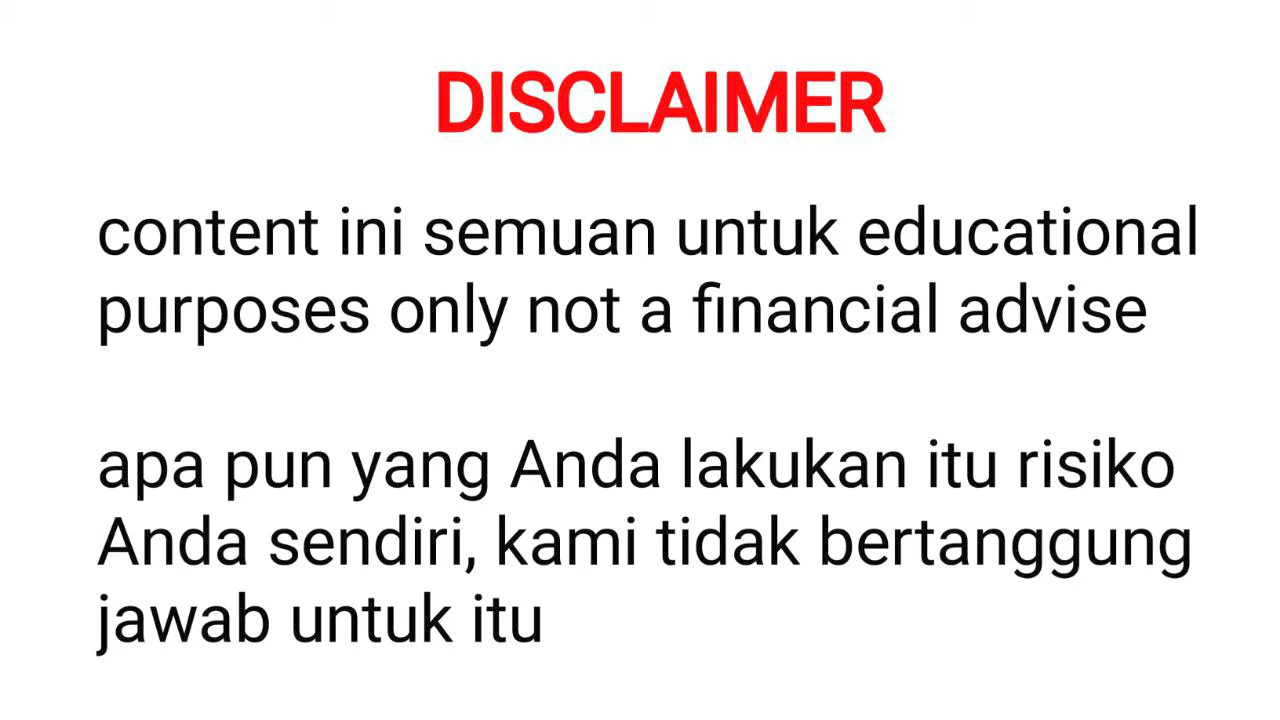 DISCLAIMER
content ini semuan untuk educational
purposes only not a financial advise
apa pun yang Anda lakukan itu risiko
Anda sendiri, kami tidak bertanggung
jawab untuk itu